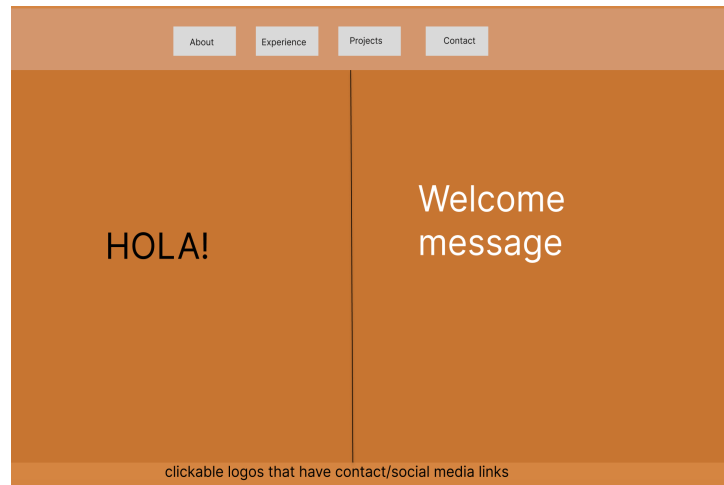 About
Experience
Projects
Contact
HOLA!
Welcome
message
clickable logos that have contact/social media links